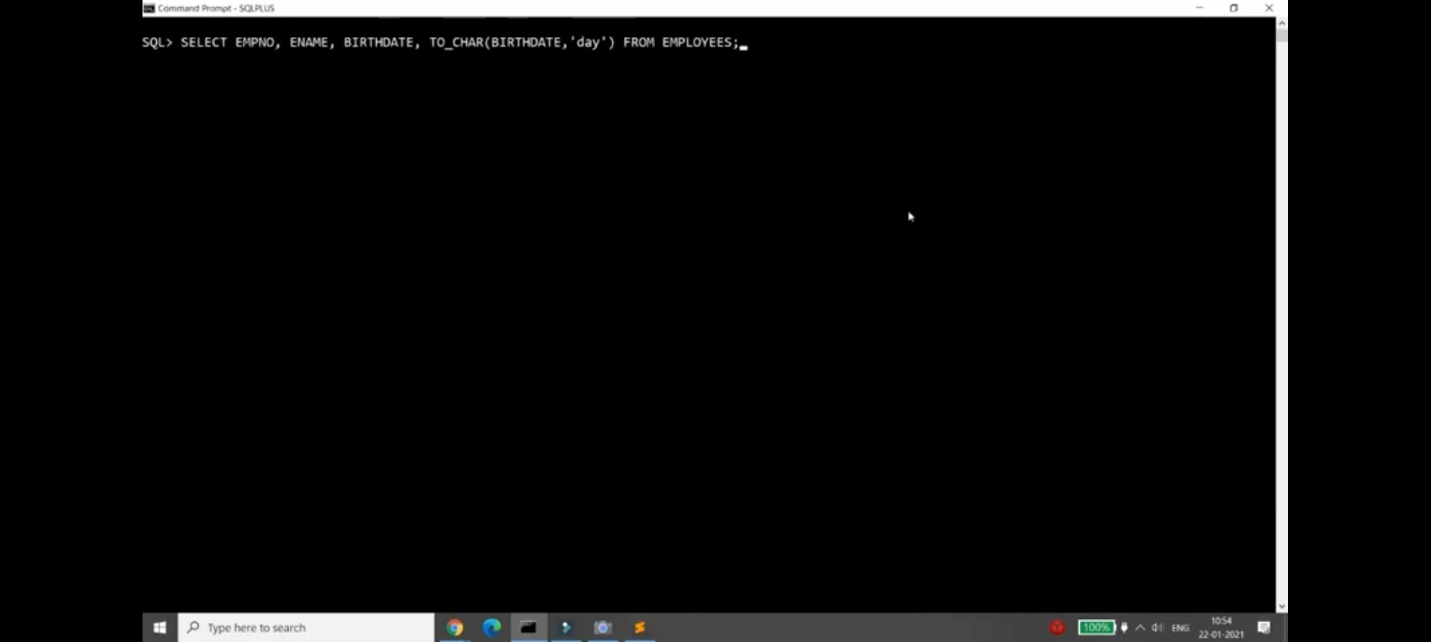 Command Prompt - SQLPLUS
SQL> SELECT EMPNO, ENAME, BIRTHDATE, TO_CHAR(BIRTHDATE,'day') FROM EMPLOYEES;
Type here to search
100%
ENG
10:54
22-01-2021